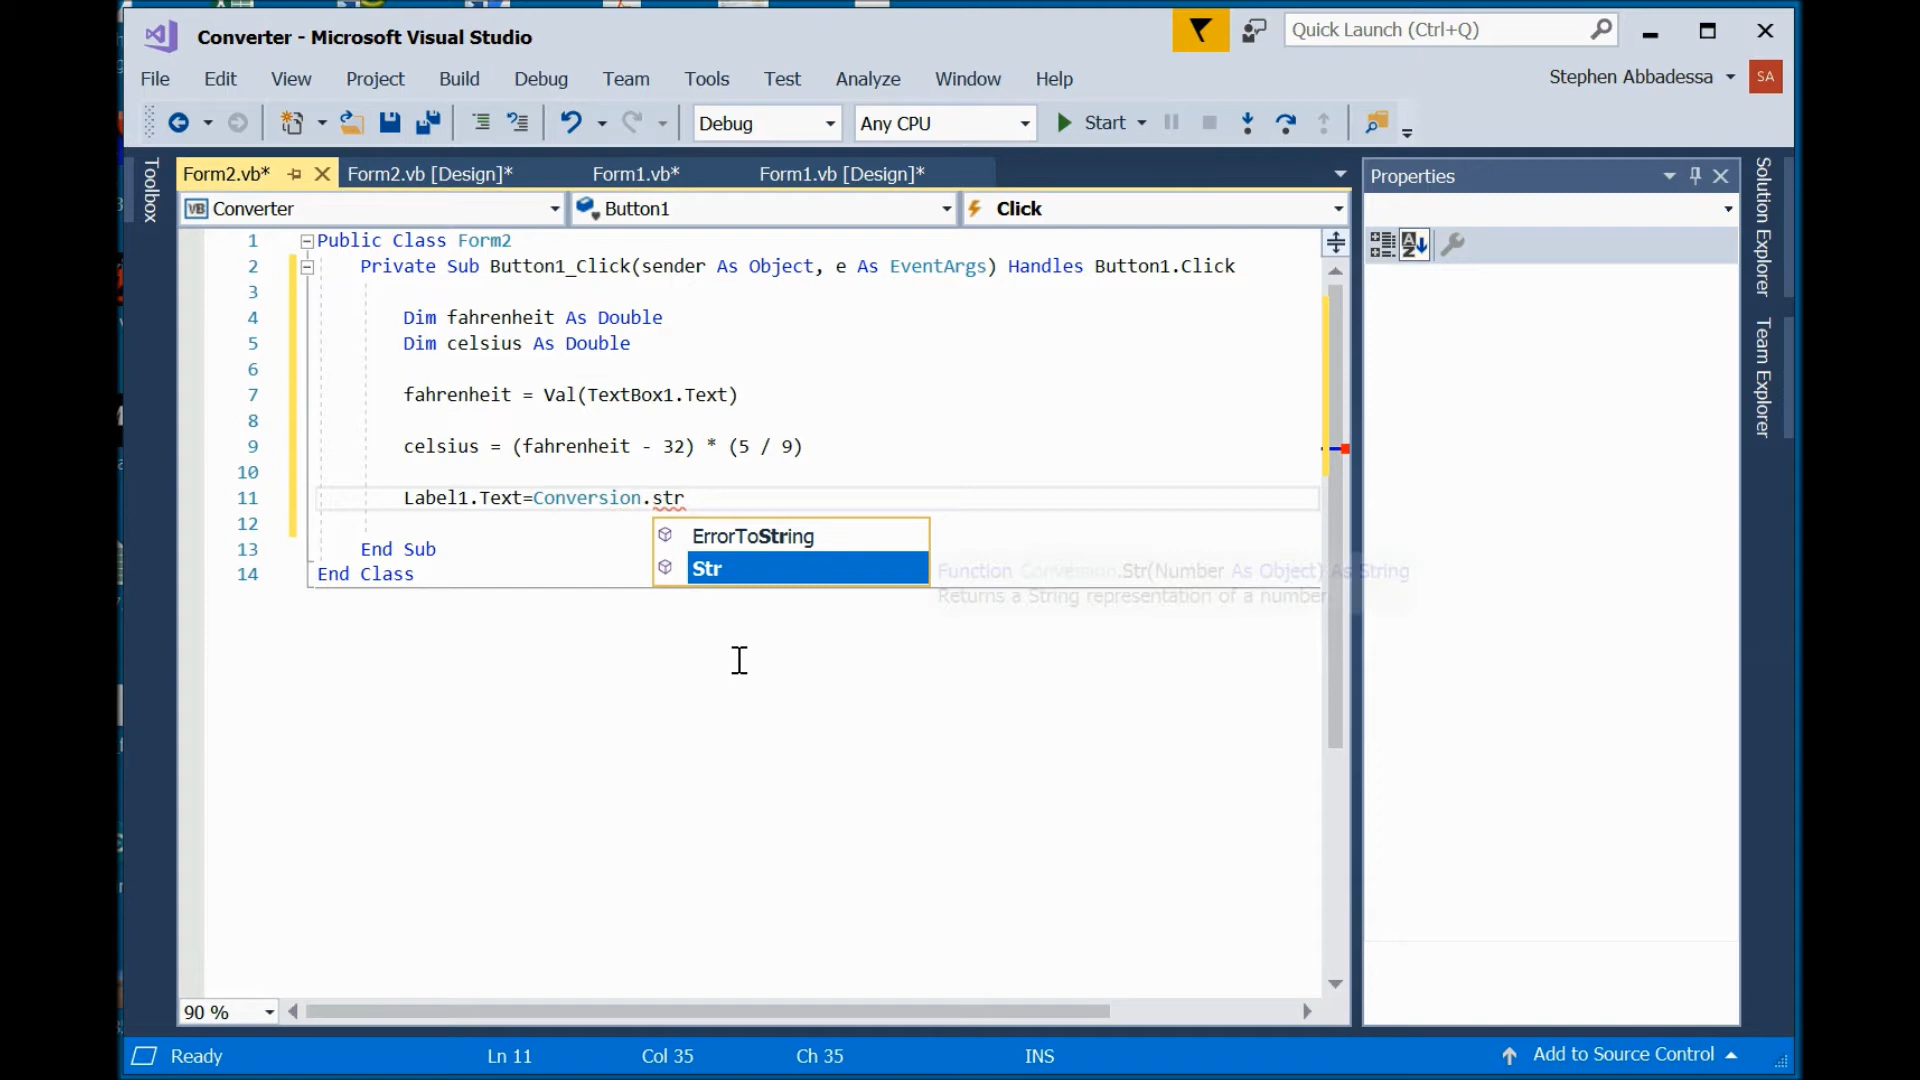 Converter - Microsoft Visual Studio
Quick Launch (Ctrl+Q)
File Edit View Project Build Debug Team Tools Test Analyze Window Help
Stephen Abbadessa SA
Debug Any CPU Start
Toolbox
Form2.vb* Form2.vb [Design]* Form1.vb* Form1.vb [Design]*
Properties
Solution Explorer
Team Explorer
VB Converter Button1 Click
1 Public Class Form2
2 Private Sub Button1_Click(sender As Object, e As EventArgs) Handles Button1.Click
3
4 Dim fahrenheit As Double
5 Dim celsius As Double
6
7 fahrenheit = Val(TextBox1.Text)
8
9 celsius = (fahrenheit - 32) * (5 / 9)
10
11 Label1.Text=Conversion.str
12
ErrorToString
13 End Sub
Str
14 End Class
Function Conversion.Str(Number As Object) As String
Returns a String representation of a number.
90 %
Ready Ln 11 Col 35 Ch 35 INS Add to Source Control